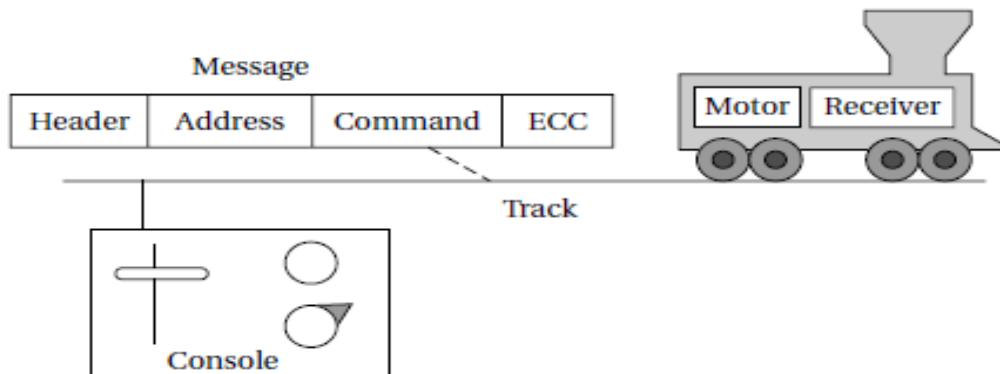 Message
Header Address Command ECC
Motor Receiver
Track
Console